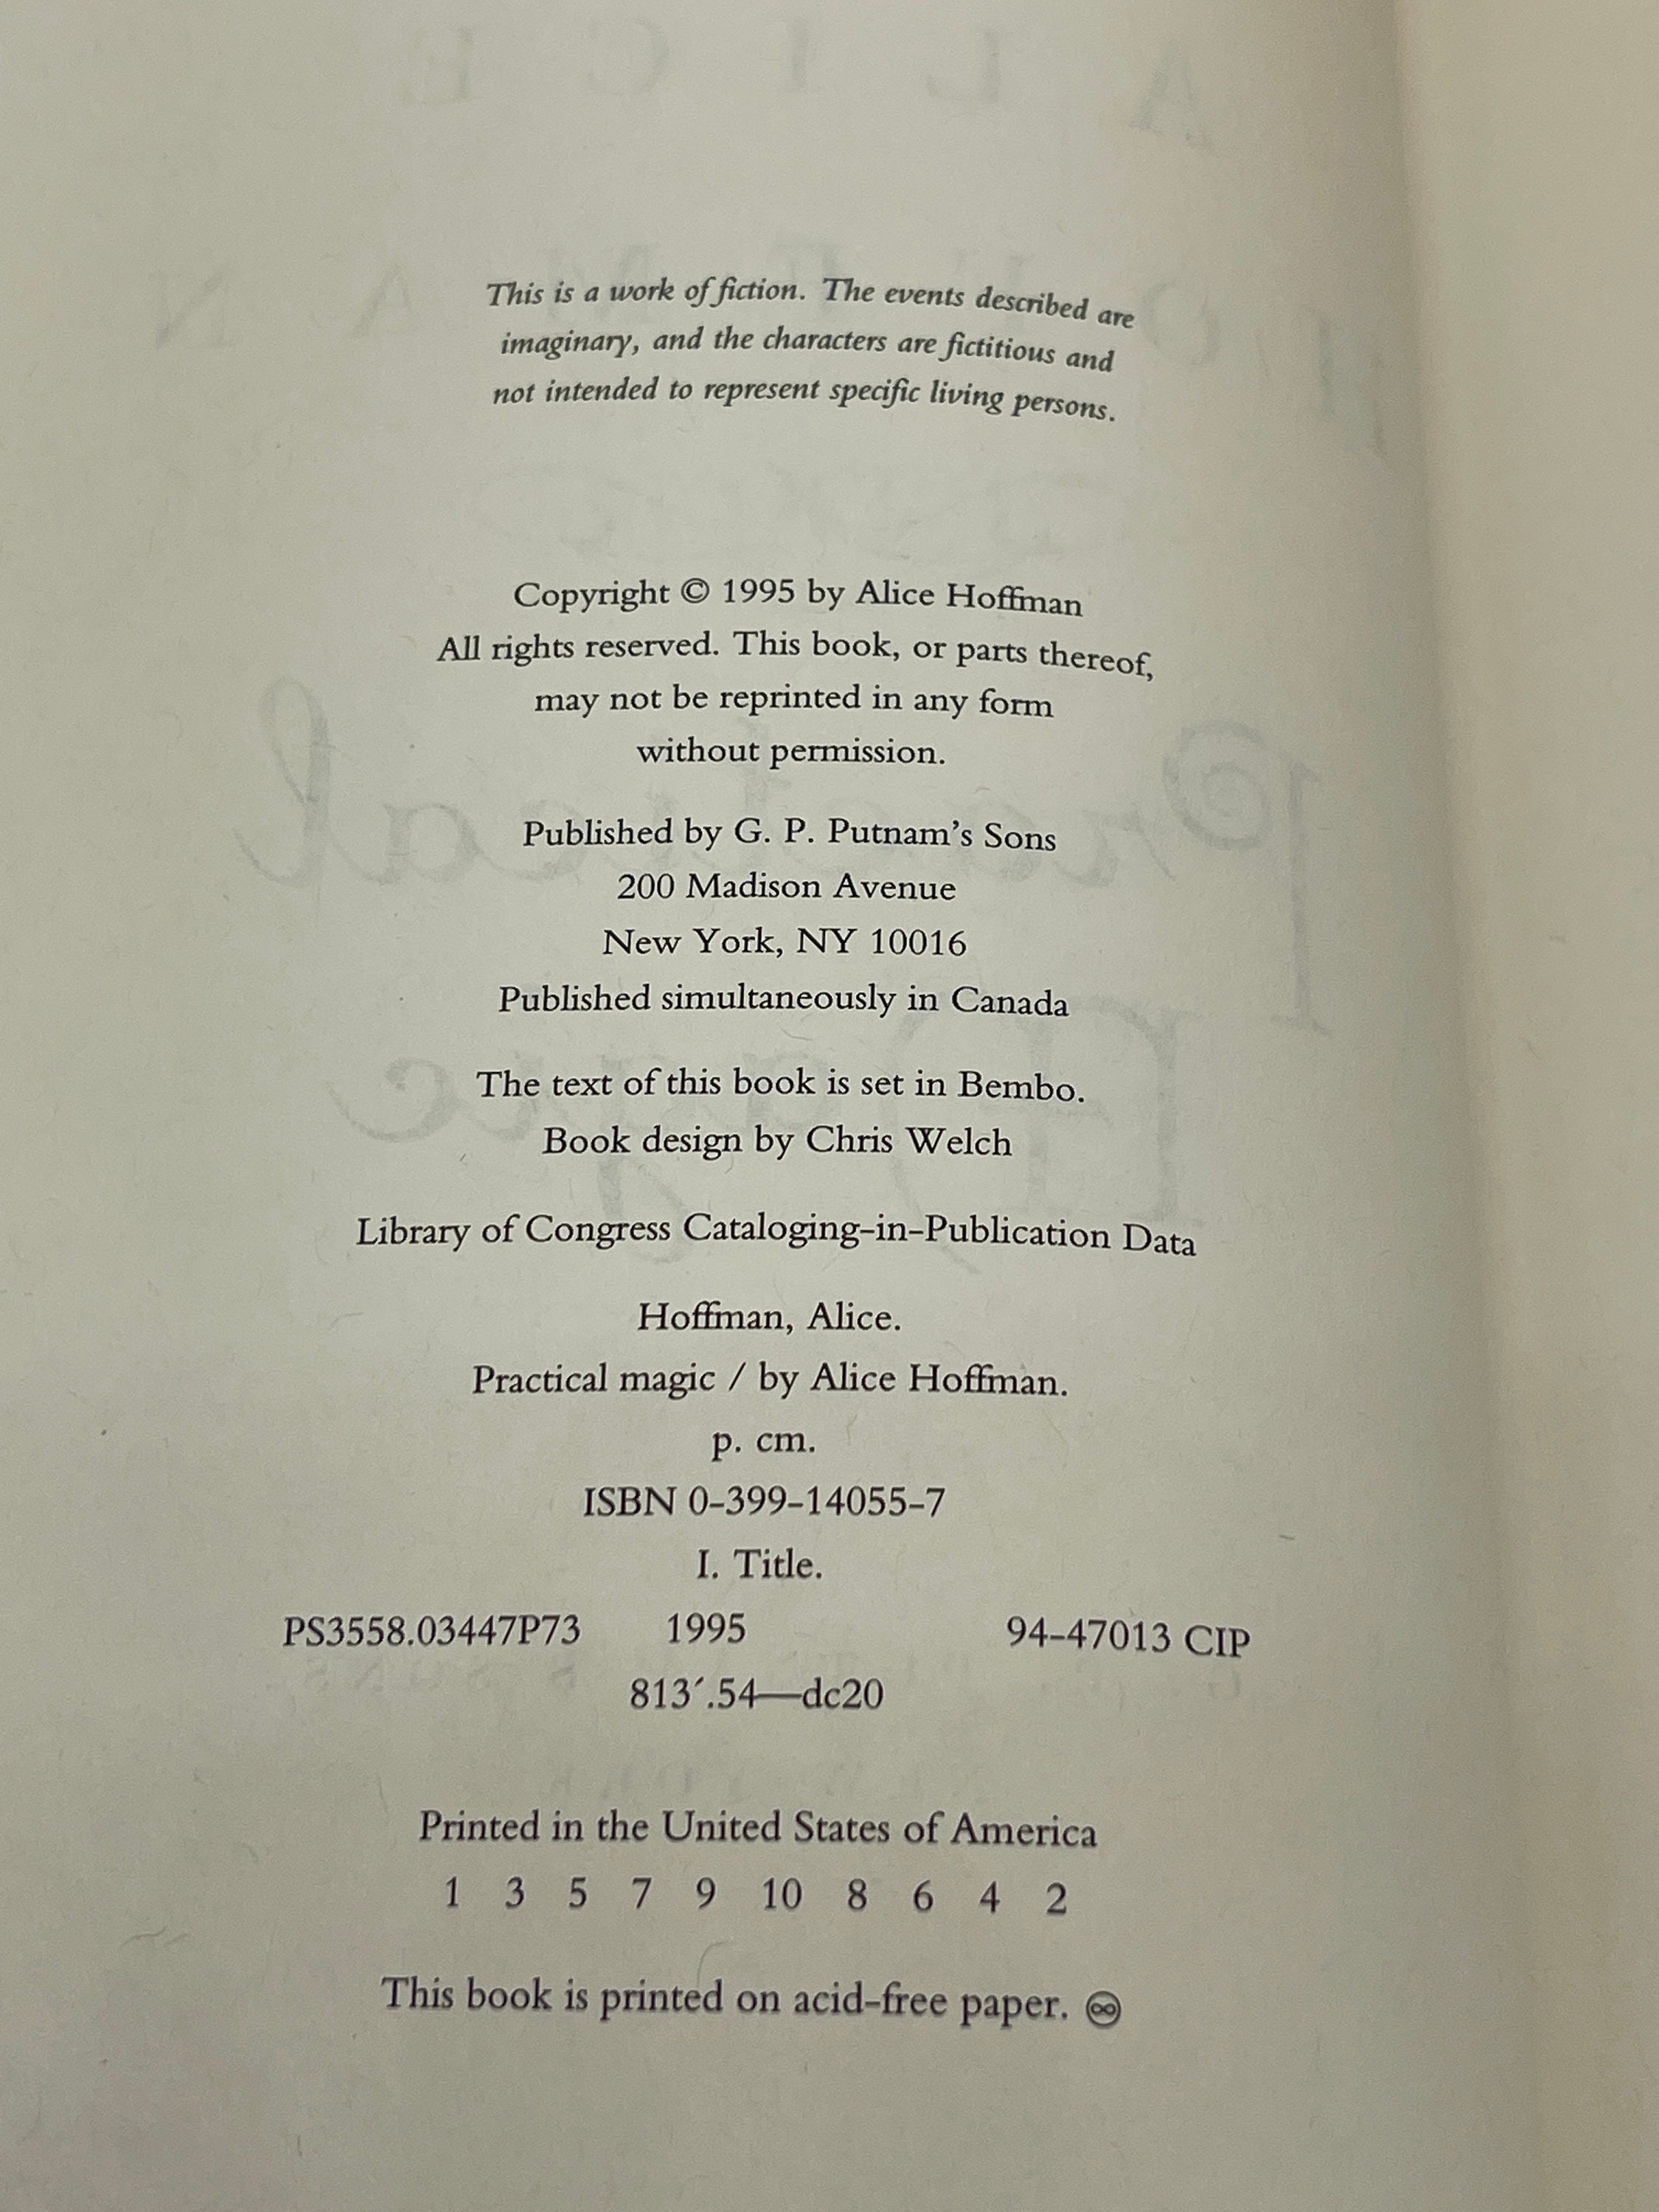 This is a work of fiction. The events described are
imaginary, and the characters are fictitious and
not intended to represent specific living persons.
Copyright © 1995 by Alice Hoffman
All rights reserved. This book, or parts thereof,
may not be reprinted in any form
without permission.
Published by G. P. Putnam's Sons
200 Madison Avenue
New York, NY 10016
Published simultaneously in Canada
The text of this book is set in Bembo.
Book design by Chris Welch
Library of Congress Cataloging-in-Publication Data
Hoffman, Alice.
Practical magic / by Alice Hoffman.
p. cm.
ISBN 0-399-14055-7
I. Title.
PS3558.03447P73 1995 94-47013 CIP
813´.54—dc20
Printed in the United States of America
1 3 5 7 9 10 8 6 4 2
This book is printed on acid-free paper. ♾